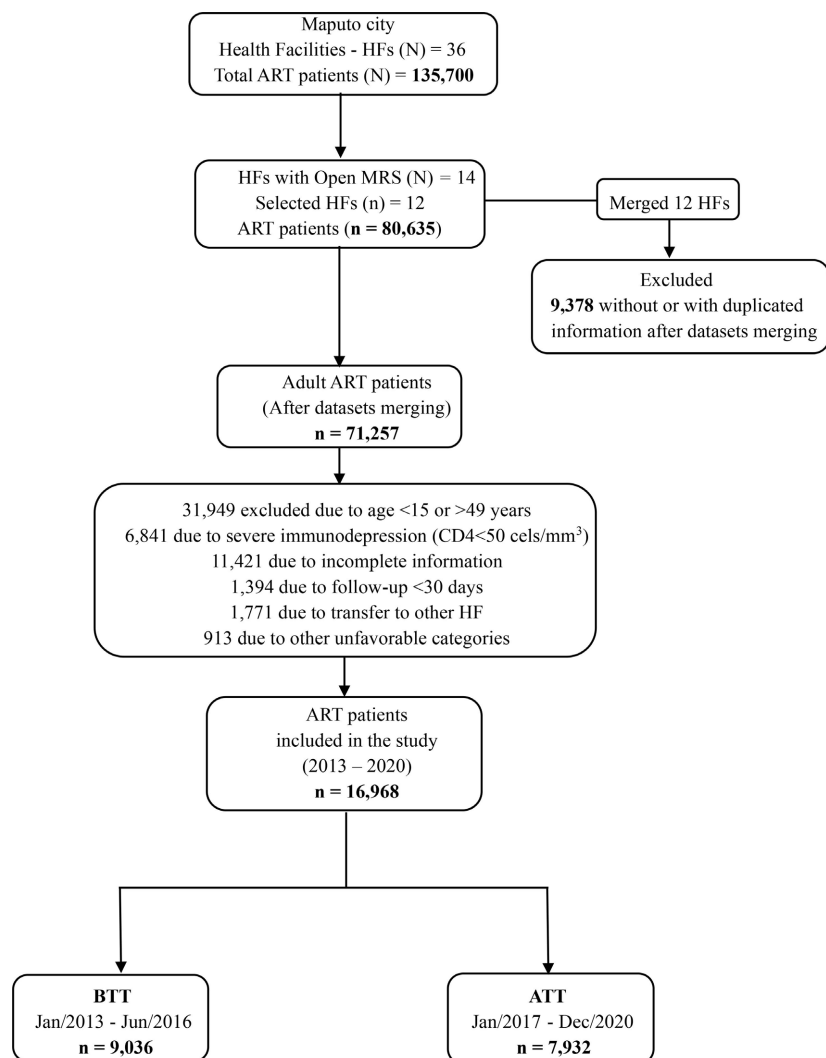 Maputo city
Health Facilities - HFs (N) = 36
Total ART patients (N) = 135,700
HFs with Open MRS (N) = 14
Selected HFs (n) = 12
ART patients (n = 80,635)
Merged 12 HFs
Excluded
9,378 without or with duplicated
information after datasets merging
Adult ART patients
(After datasets merging)
n = 71,257
31,949 excluded due to age <15 or >49 years
6,841 due to severe immunodepression (CD4<50 cels/mm³)
11,421 due to incomplete information
1,394 due to follow-up <30 days
1,771 due to transfer to other HF
913 due to other unfavorable categories
ART patients
included in the study
(2013 – 2020)
n = 16,968
BTT
Jan/2013 - Jun/2016
n = 9,036
ATT
Jan/2017 - Dec/2020
n = 7,932